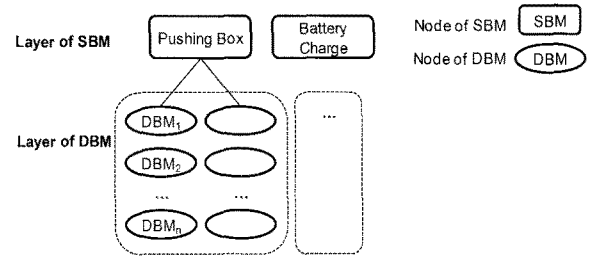 Layer of SBM
Pushing Box
Battery Charge
Node of SBM
SBM
Node of DBM
DBM
Layer of DBM
DBM1
...
DBM2
...
...
DBMn